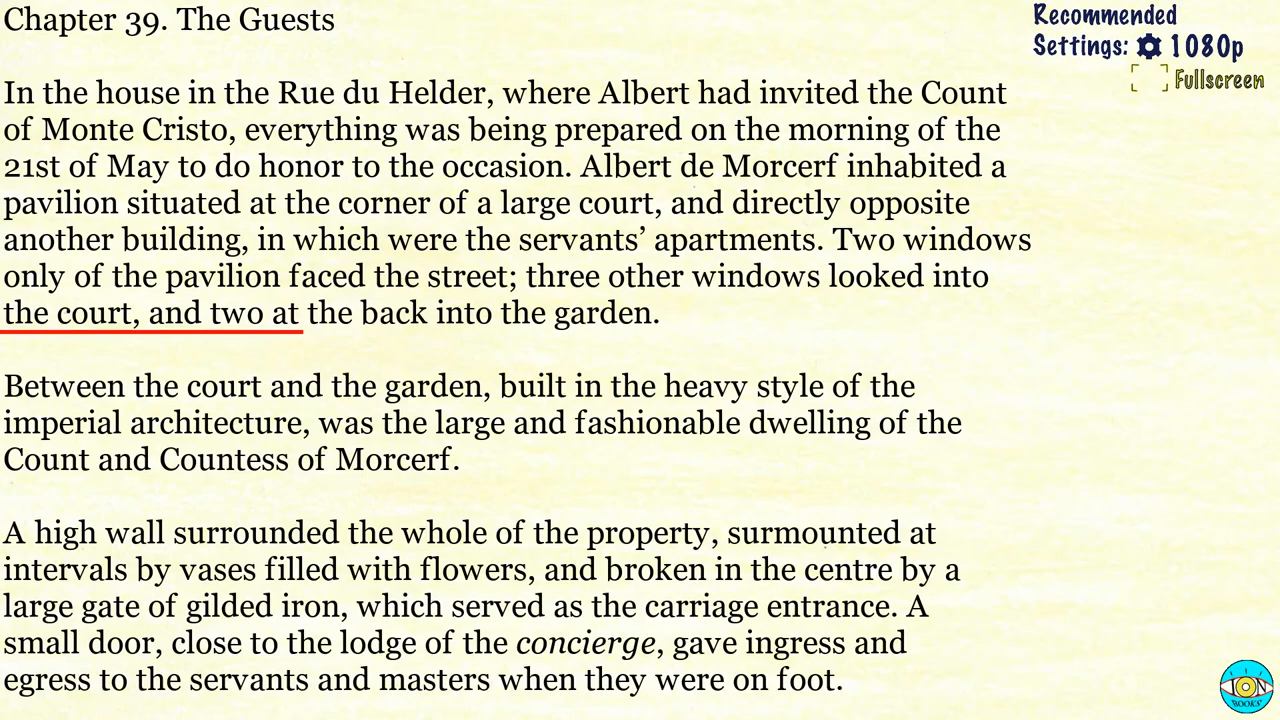 Chapter 39. The Guests
Recommended
Settings: 1080p
Fullscreen
In the house in the Rue du Helder, where Albert had invited the Count
of Monte Cristo, everything was being prepared on the morning of the
21st of May to do honor to the occasion. Albert de Morcerf inhabited a
pavilion situated at the corner of a large court, and directly opposite
another building, in which were the servants’ apartments. Two windows
only of the pavilion faced the street; three other windows looked into
the court, and two at the back into the garden.
Between the court and the garden, built in the heavy style of the
imperial architecture, was the large and fashionable dwelling of the
Count and Countess of Morcerf.
A high wall surrounded the whole of the property, surmounted at
intervals by vases filled with flowers, and broken in the centre by a
large gate of gilded iron, which served as the carriage entrance. A
small door, close to the lodge of the concierge, gave ingress and
egress to the servants and masters when they were on foot.
ION
BOOKS